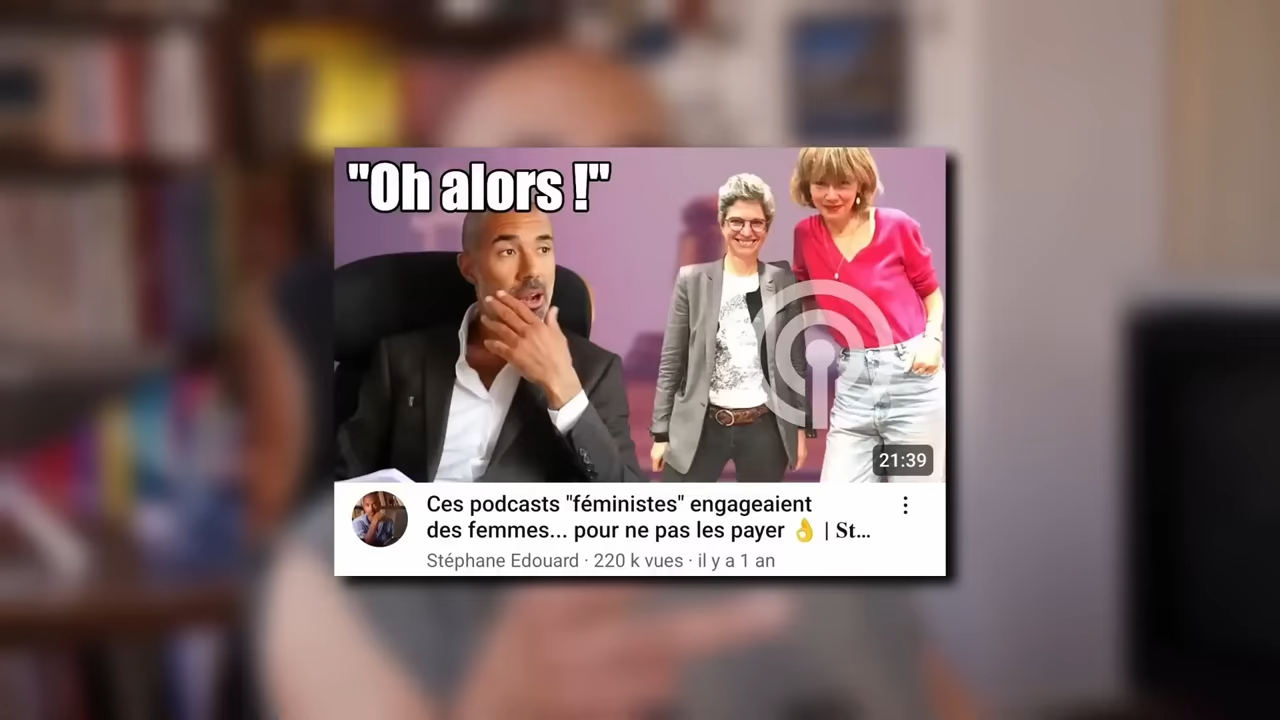 "Oh alors !"
21:39
Ces podcasts "féministes" engageaient
des femmes... pour ne pas les payer 👌 | St...
Stéphane Edouard · 220 k vues · il y a 1 an